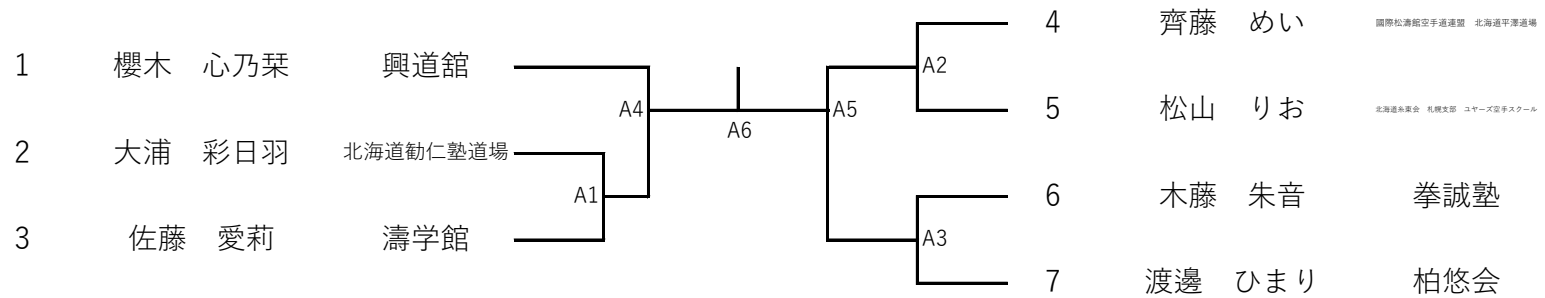 1 櫻木 心乃栞 興道舘
2 大浦 彩日羽 北海道勧仁塾道場
3 佐藤 愛莉 濤学館
A4
A1
A6
A5
A2
A3
4 齊藤 めい 國際松濤館空手道連盟 北海道平澤道場
5 松山 りお 北海道糸東会 札幌支部 ユヤーズ空手スクール
6 木藤 朱音 拳誠塾
7 渡邊 ひまり 柏悠会